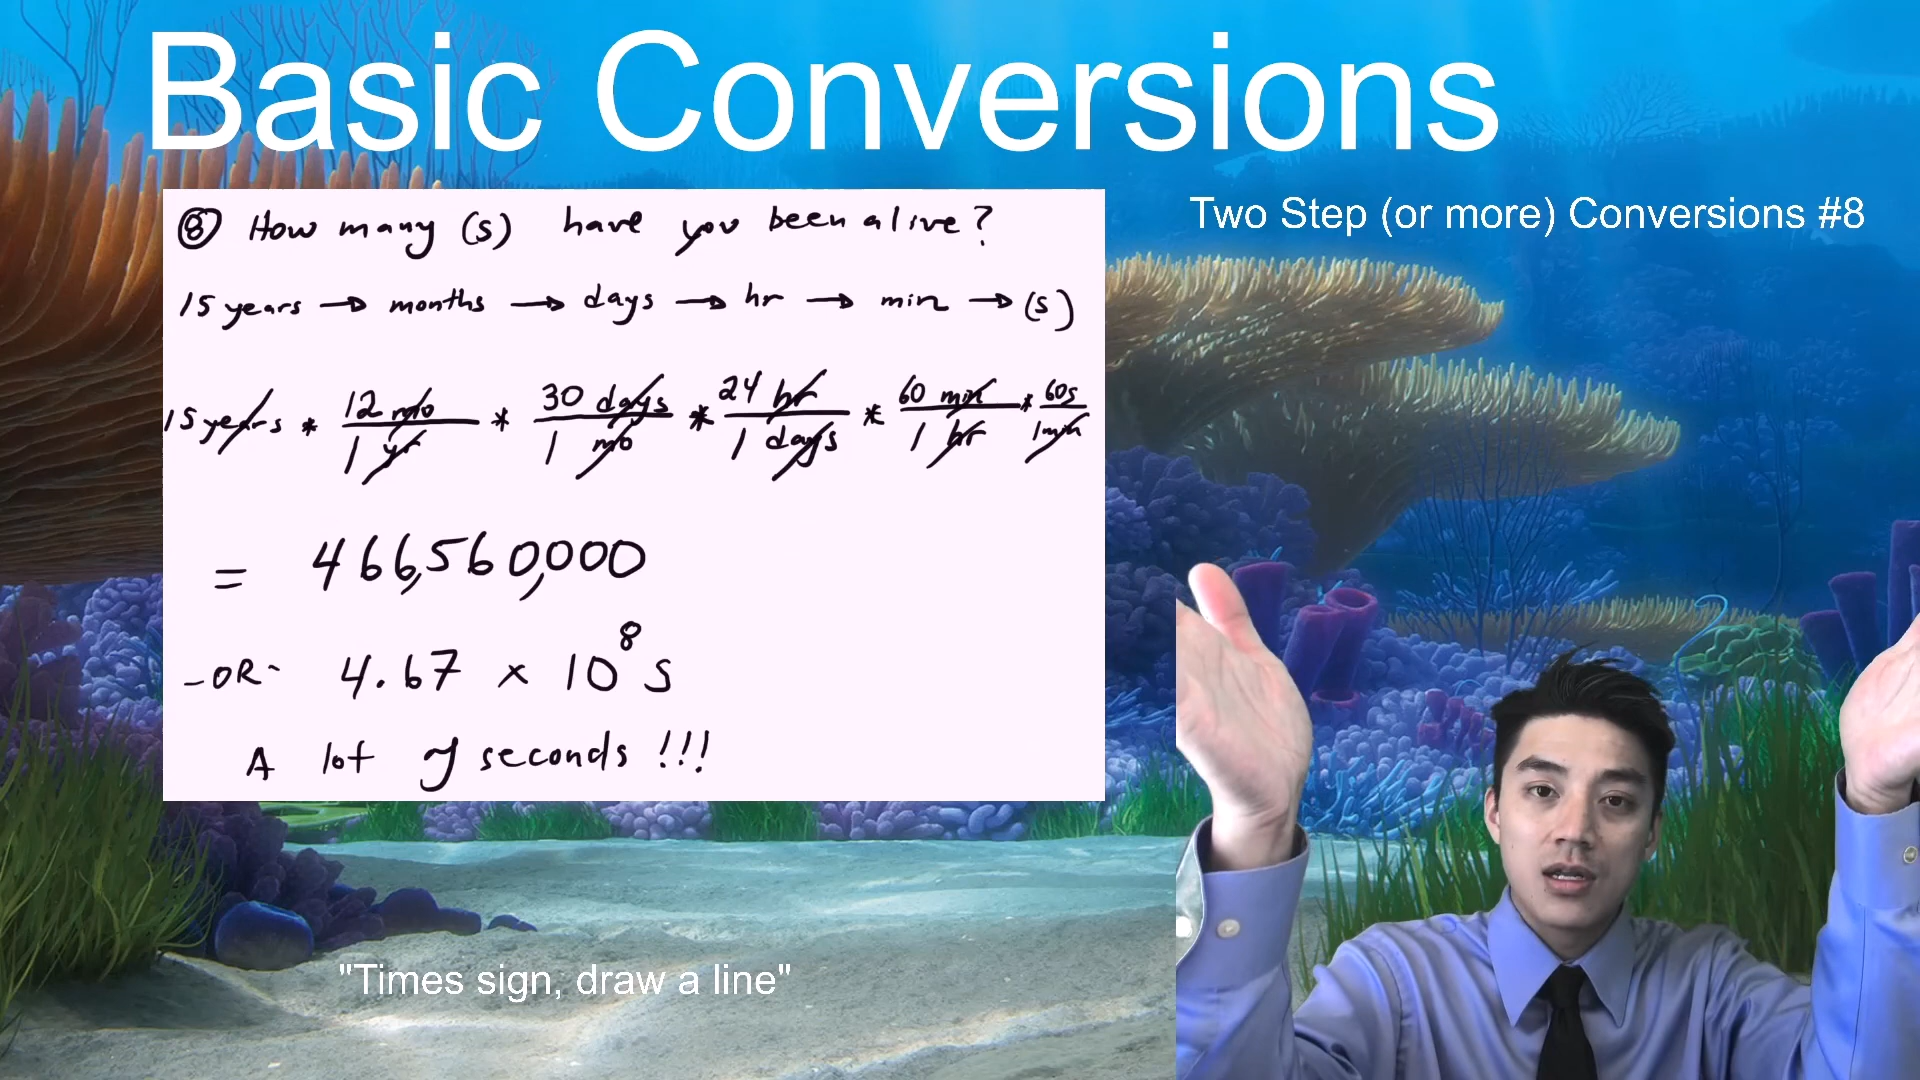 Basic Conversions
Two Step (or more) Conversions #8
⑧ How many (s) have you been alive?
15 years → months → days → hr → min → (s)
15 years * 12 mo / 1 yr * 30 days / 1 mo * 24 hr / 1 days * 60 min / 1 hr * 60s / 1min
= 466,560,000
-OR- 4.67 x 10^8 s
A lot of seconds!!!
"Times sign, draw a line"